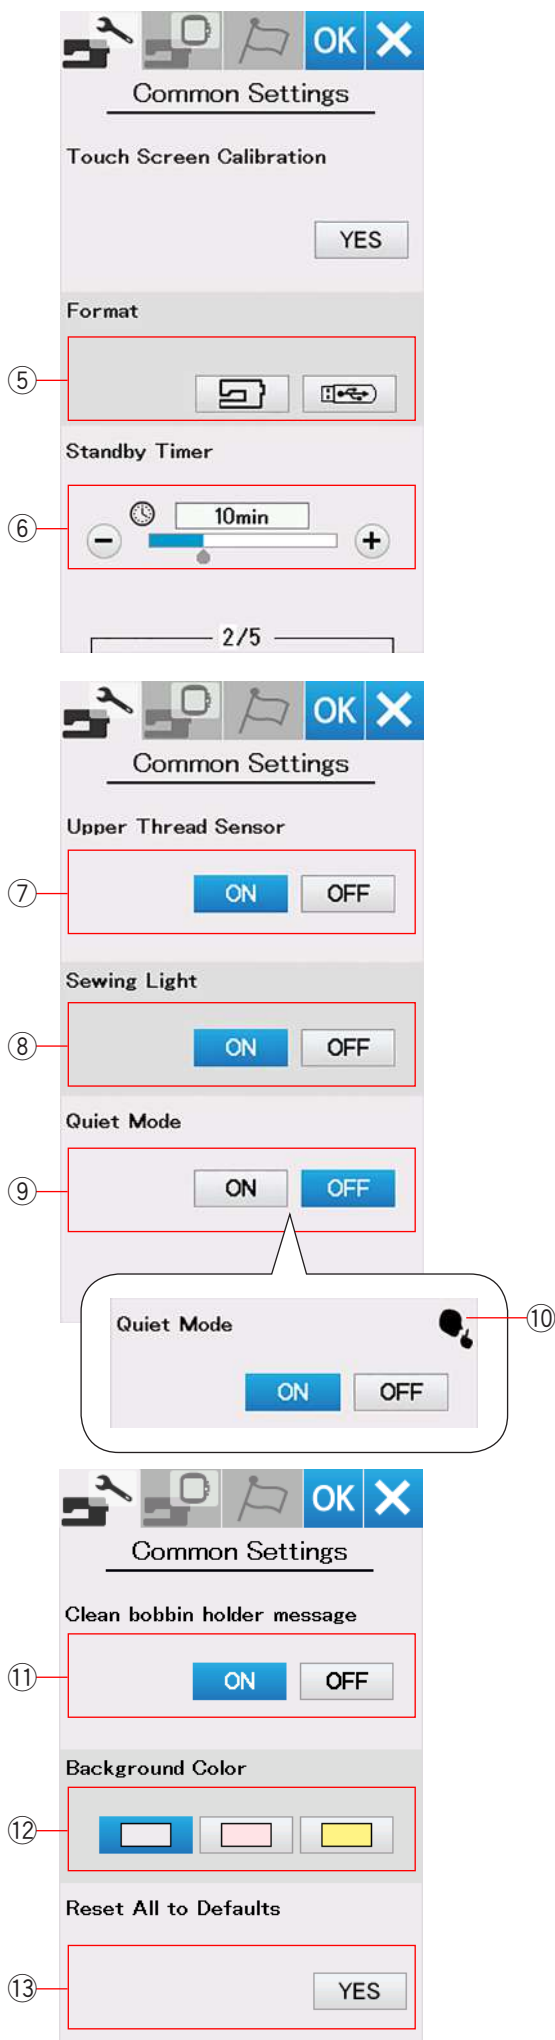 OK X
Common Settings
Touch Screen Calibration
YES
Format
⑤
Standby Timer
⑥
10min
− +
2/5
OK X
Common Settings
Upper Thread Sensor
⑦ ON OFF
Sewing Light
⑧ ON OFF
Quiet Mode
⑨ ON OFF
Quiet Mode ⑩
ON OFF
OK X
Common Settings
Clean bobbin holder message
⑪ ON OFF
Background Color
⑫
Reset All to Defaults
⑬ YES